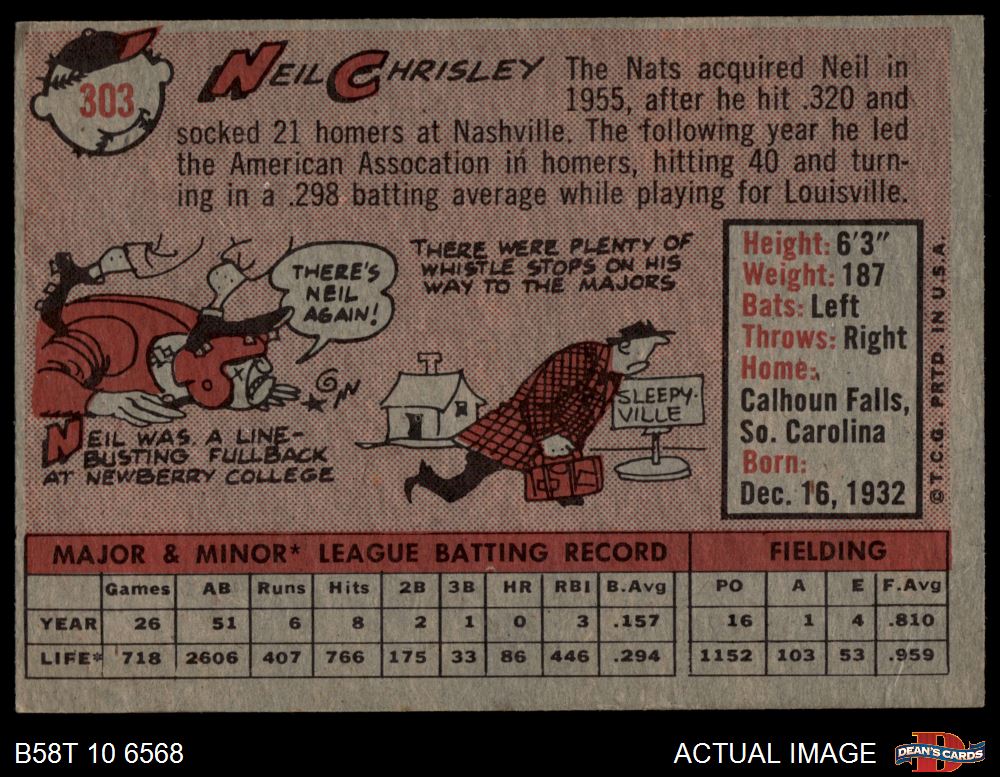 303
NEIL CHRISLEY
The Nats acquired Neil in
1955, after he hit .320 and
socked 21 homers at Nashville. The following year he led
the American Assocation in homers, hitting 40 and turn-
ing in a .298 batting average while playing for Louisville.
THERE'S
NEIL
AGAIN!
NEIL WAS A LINE-
BUSTING FULLBACK
AT NEWBERRY COLLEGE
THERE WERE PLENTY OF
WHISTLE STOPS ON HIS
WAY TO THE MAJORS
SLEEPY-
VILLE
Height: 6'3"
Weight: 187
Bats: Left
Throws: Right
Home:
Calhoun Falls,
So. Carolina
Born:
Dec. 16, 1932
© T.C.G. PRTD. IN U.S.A.
MAJOR & MINOR* LEAGUE BATTING RECORD FIELDING
Games AB Runs Hits 2B 3B HR RBI B.Avg PO A E F.Avg
YEAR 26 51 6 8 2 1 0 3 .157 16 1 4 .810
LIFE* 718 2606 407 766 175 33 86 446 .294 1152 103 53 .959
B58T 10 6568 ACTUAL IMAGE DEAN'S CARDS